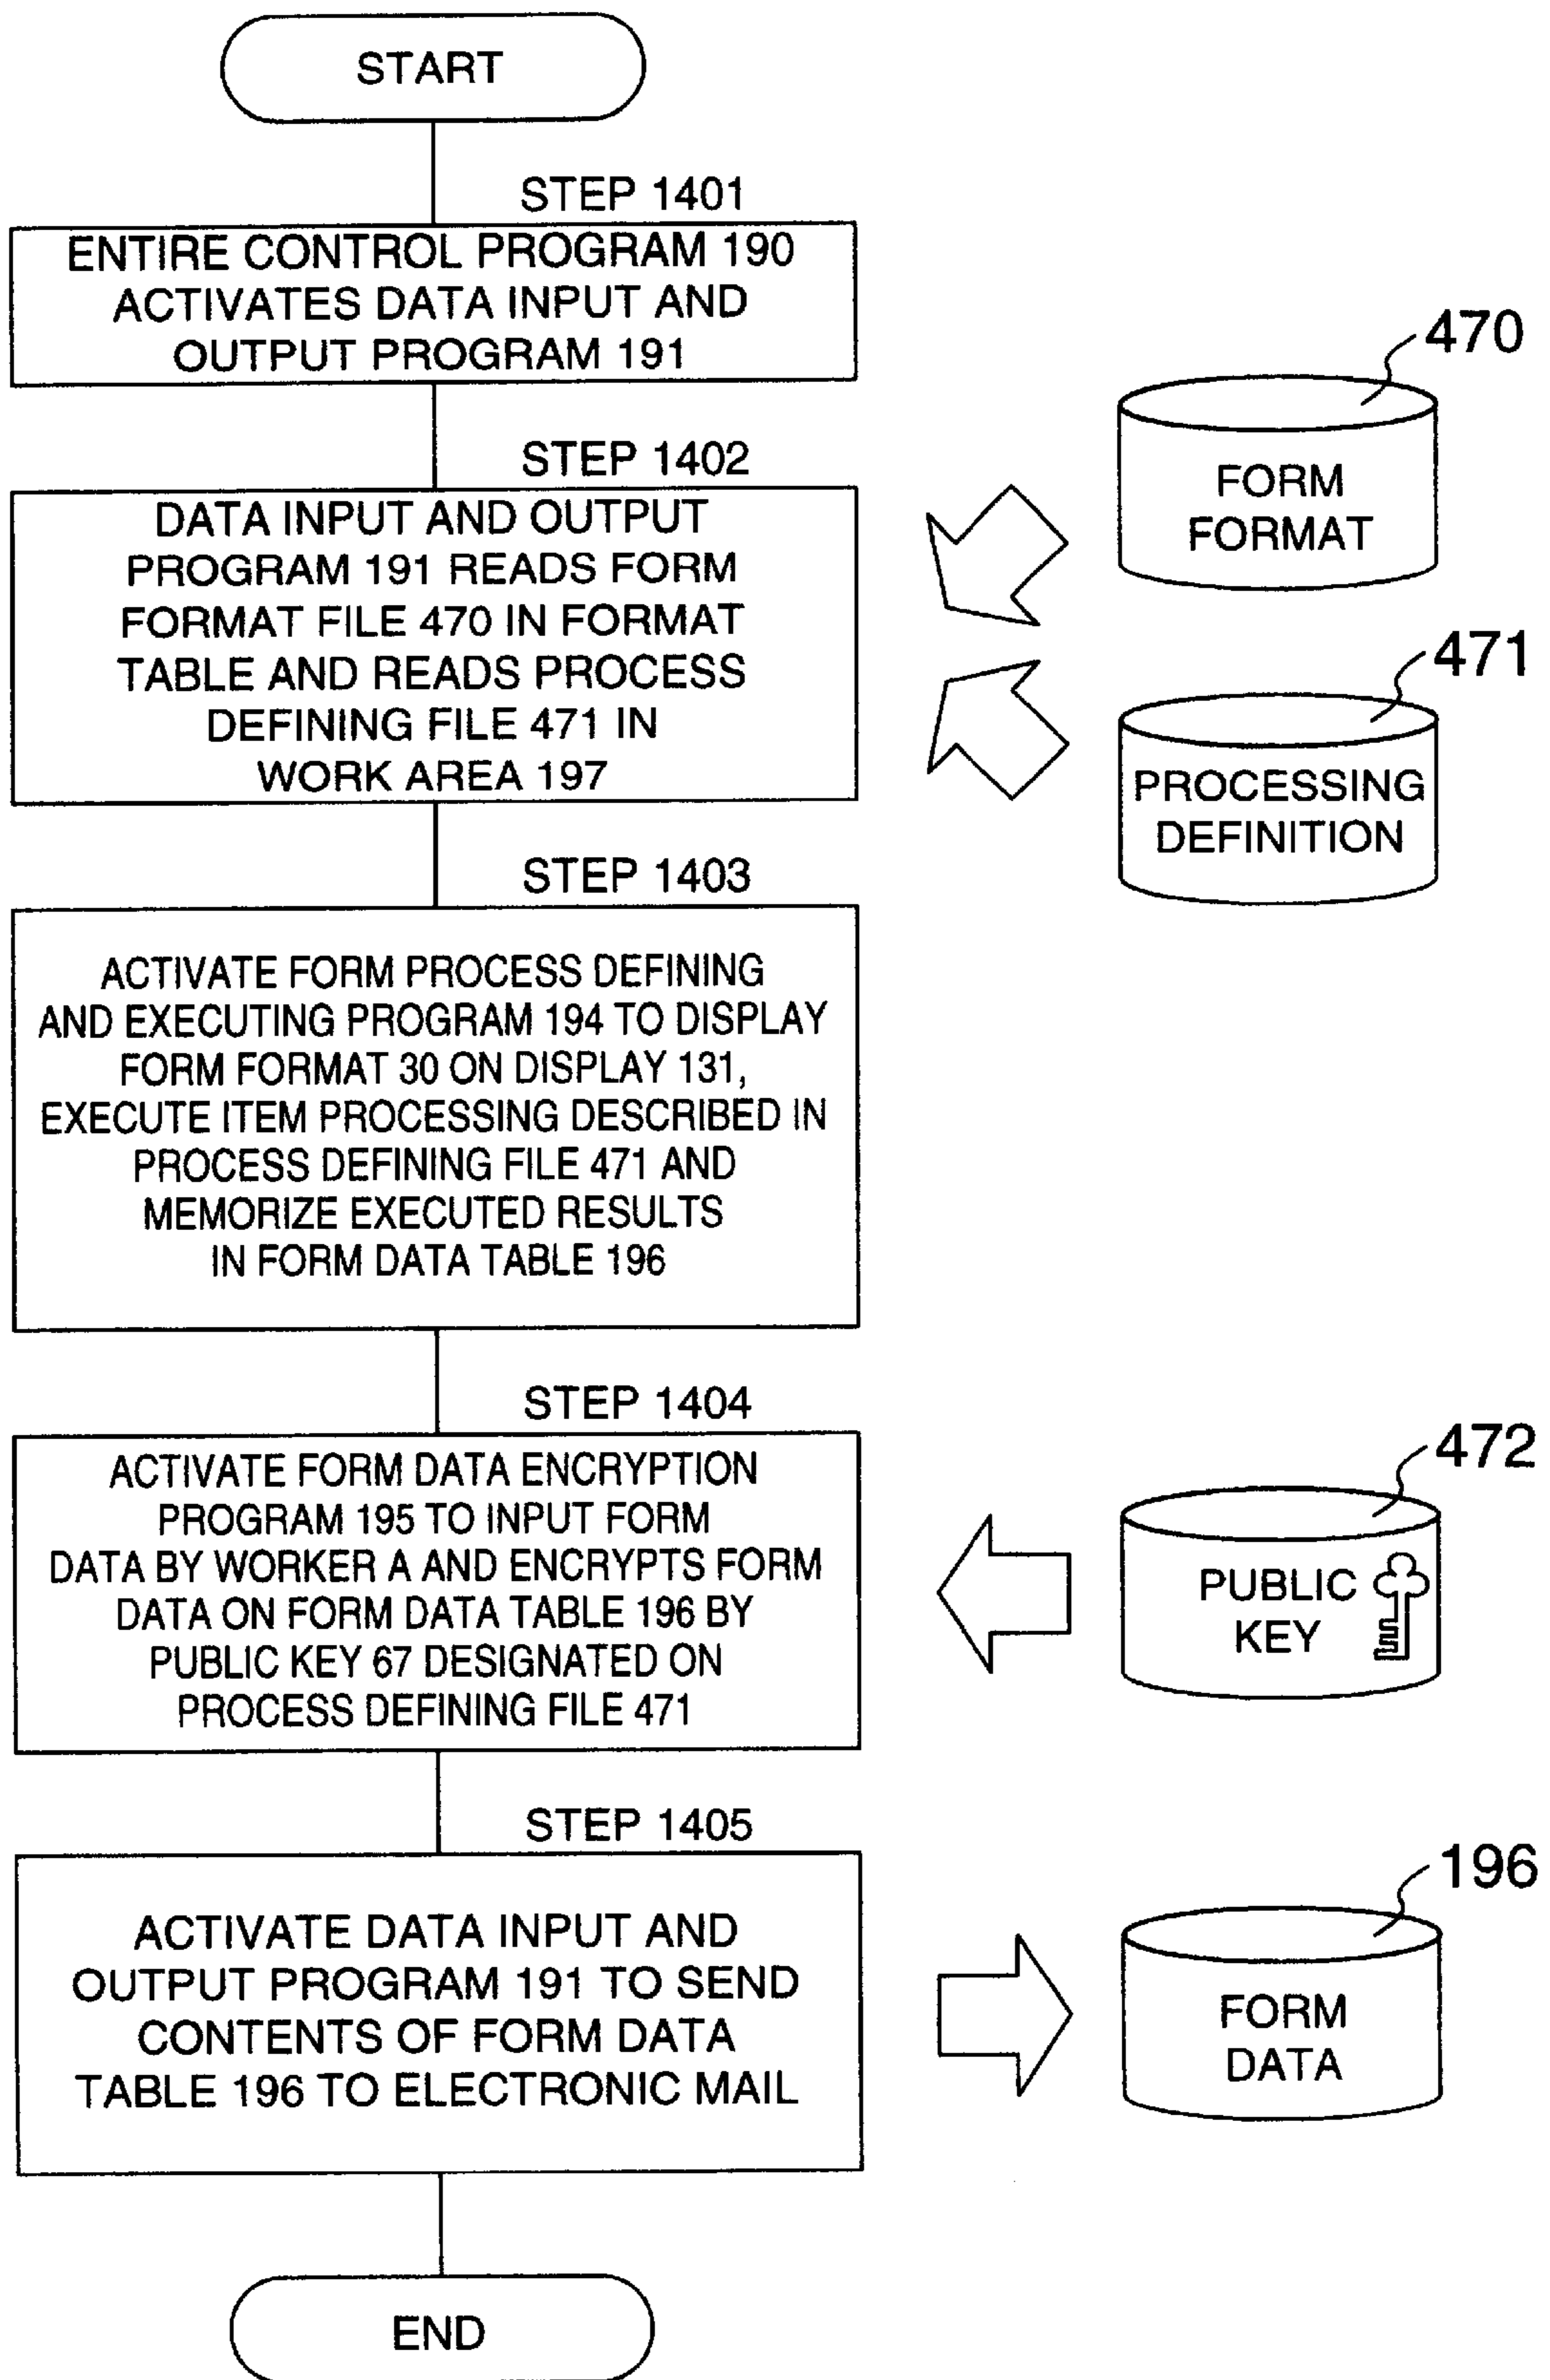 START
STEP 1401
ENTIRE CONTROL PROGRAM 190
ACTIVATES DATA INPUT AND
OUTPUT PROGRAM 191
STEP 1402
DATA INPUT AND OUTPUT
PROGRAM 191 READS FORM
FORMAT FILE 470 IN FORMAT
TABLE AND READS PROCESS
DEFINING FILE 471 IN
WORK AREA 197
470
FORM
FORMAT
471
PROCESSING
DEFINITION
STEP 1403
ACTIVATE FORM PROCESS DEFINING
AND EXECUTING PROGRAM 194 TO DISPLAY
FORM FORMAT 30 ON DISPLAY 131,
EXECUTE ITEM PROCESSING DESCRIBED IN
PROCESS DEFINING FILE 471 AND
MEMORIZE EXECUTED RESULTS
IN FORM DATA TABLE 196
STEP 1404
ACTIVATE FORM DATA ENCRYPTION
PROGRAM 195 TO INPUT FORM
DATA BY WORKER A AND ENCRYPTS FORM
DATA ON FORM DATA TABLE 196 BY
PUBLIC KEY 67 DESIGNATED ON
PROCESS DEFINING FILE 471
472
PUBLIC
KEY
STEP 1405
ACTIVATE DATA INPUT AND
OUTPUT PROGRAM 191 TO SEND
CONTENTS OF FORM DATA
TABLE 196 TO ELECTRONIC MAIL
196
FORM
DATA
END